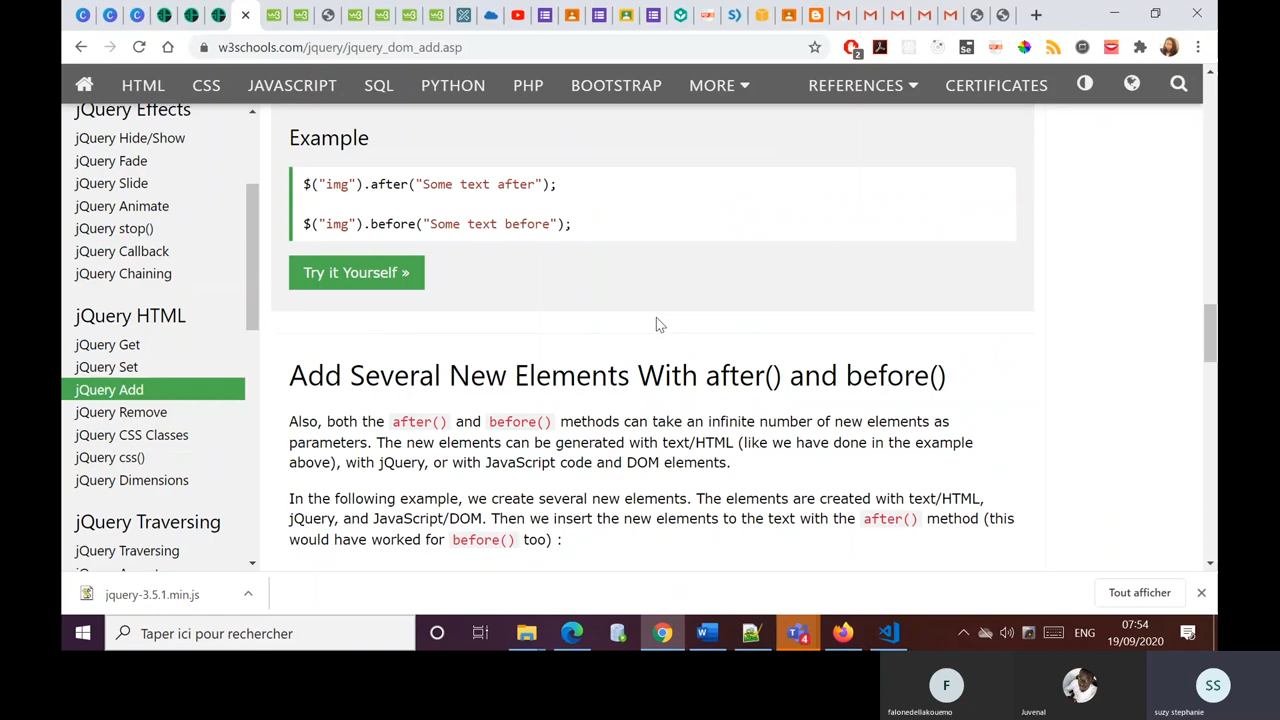 w3schools.com/jquery/jquery_dom_add.asp
2
HTML CSS JAVASCRIPT SQL PYTHON PHP BOOTSTRAP MORE REFERENCES CERTIFICATES
jQuery Effects
jQuery Hide/Show
jQuery Fade
jQuery Slide
jQuery Animate
jQuery stop()
jQuery Callback
jQuery Chaining
jQuery HTML
jQuery Get
jQuery Set
jQuery Add
jQuery Remove
jQuery CSS Classes
jQuery css()
jQuery Dimensions
jQuery Traversing
jQuery Traversing
Example
$("img").after("Some text after");
$("img").before("Some text before");
Try it Yourself »
Add Several New Elements With after() and before()
Also, both the after() and before() methods can take an infinite number of new elements as
parameters. The new elements can be generated with text/HTML (like we have done in the example
above), with jQuery, or with JavaScript code and DOM elements.
In the following example, we create several new elements. The elements are created with text/HTML,
jQuery, and JavaScript/DOM. Then we insert the new elements to the text with the after() method (this
would have worked for before() too) :
jquery-3.5.1.min.js
Tout afficher
Taper ici pour rechercher
4
ENG
07:54
19/09/2020
F
falonedellakouemo
Juvenal
SS
suzy stephanie